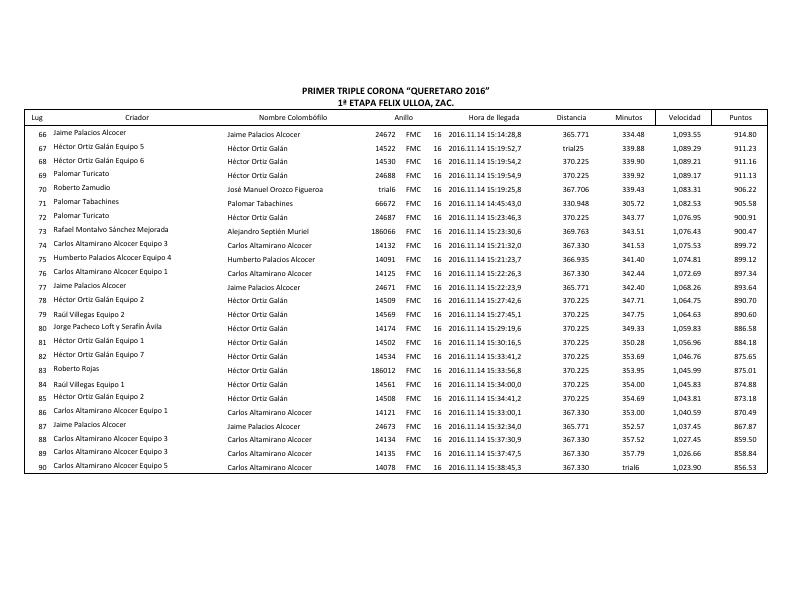 PRIMER TRIPLE CORONA “QUERETARO 2016”
1ª ETAPA FELIX ULLOA, ZAC.
Lug Criador Nombre Colombófilo Anillo Hora de llegada Distancia Minutos Velocidad Puntos
66 Jaime Palacios Alcocer Jaime Palacios Alcocer 24672 FMC 16 2016.11.14 15:14:28,8 365.771 334.48 1,093.55 914.80
67 Héctor Ortiz Galán Equipo 5 Héctor Ortiz Galán 14522 FMC 16 2016.11.14 15:19:52,7 trial25 339.88 1,089.29 911.23
68 Héctor Ortiz Galán Equipo 6 Héctor Ortiz Galán 14530 FMC 16 2016.11.14 15:19:54,2 370.225 339.90 1,089.21 911.16
69 Palomar Turicato Héctor Ortiz Galán 24688 FMC 16 2016.11.14 15:19:54,9 370.225 339.92 1,089.17 911.13
70 Roberto Zamudio José Manuel Orozco Figueroa trial6 FMC 16 2016.11.14 15:19:25,8 367.706 339.43 1,083.31 906.22
71 Palomar Tabachines Palomar Tabachines 66672 FMC 16 2016.11.14 14:45:43,0 330.948 305.72 1,082.53 905.58
72 Palomar Turicato Héctor Ortiz Galán 24687 FMC 16 2016.11.14 15:23:46,3 370.225 343.77 1,076.95 900.91
73 Rafael Montalvo Sánchez Mejorada Alejandro Septién Muriel 186066 FMC 16 2016.11.14 15:23:30,6 369.763 343.51 1,076.43 900.47
74 Carlos Altamirano Alcocer Equipo 3 Carlos Altamirano Alcocer 14132 FMC 16 2016.11.14 15:21:32,0 367.330 341.53 1,075.53 899.72
75 Humberto Palacios Alcocer Equipo 4 Humberto Palacios Alcocer 14091 FMC 16 2016.11.14 15:21:23,7 366.935 341.40 1,074.81 899.12
76 Carlos Altamirano Alcocer Equipo 1 Carlos Altamirano Alcocer 14125 FMC 16 2016.11.14 15:22:26,3 367.330 342.44 1,072.69 897.34
77 Jaime Palacios Alcocer Jaime Palacios Alcocer 24671 FMC 16 2016.11.14 15:22:23,9 365.771 342.40 1,068.26 893.64
78 Héctor Ortiz Galán Equipo 2 Héctor Ortiz Galán 14509 FMC 16 2016.11.14 15:27:42,6 370.225 347.71 1,064.75 890.70
79 Raúl Villegas Equipo 2 Héctor Ortiz Galán 14569 FMC 16 2016.11.14 15:27:45,1 370.225 347.75 1,064.63 890.60
80 Jorge Pacheco Loft y Serafín Ávila Héctor Ortiz Galán 14174 FMC 16 2016.11.14 15:29:19,6 370.225 349.33 1,059.83 886.58
81 Héctor Ortiz Galán Equipo 1 Héctor Ortiz Galán 14502 FMC 16 2016.11.14 15:30:16,5 370.225 350.28 1,056.96 884.18
82 Héctor Ortiz Galán Equipo 7 Héctor Ortiz Galán 14534 FMC 16 2016.11.14 15:33:41,2 370.225 353.69 1,046.76 875.65
83 Roberto Rojas Héctor Ortiz Galán 186012 FMC 16 2016.11.14 15:33:56,8 370.225 353.95 1,045.99 875.01
84 Raúl Villegas Equipo 1 Héctor Ortiz Galán 14561 FMC 16 2016.11.14 15:34:00,0 370.225 354.00 1,045.83 874.88
85 Héctor Ortiz Galán Equipo 2 Héctor Ortiz Galán 14508 FMC 16 2016.11.14 15:34:41,2 370.225 354.69 1,043.81 873.18
86 Carlos Altamirano Alcocer Equipo 1 Carlos Altamirano Alcocer 14121 FMC 16 2016.11.14 15:33:00,1 367.330 353.00 1,040.59 870.49
87 Jaime Palacios Alcocer Jaime Palacios Alcocer 24673 FMC 16 2016.11.14 15:32:34,0 365.771 352.57 1,037.45 867.87
88 Carlos Altamirano Alcocer Equipo 3 Carlos Altamirano Alcocer 14134 FMC 16 2016.11.14 15:37:30,9 367.330 357.52 1,027.45 859.50
89 Carlos Altamirano Alcocer Equipo 3 Carlos Altamirano Alcocer 14135 FMC 16 2016.11.14 15:37:47,5 367.330 357.79 1,026.66 858.84
90 Carlos Altamirano Alcocer Equipo 5 Carlos Altamirano Alcocer 14078 FMC 16 2016.11.14 15:38:45,3 367.330 trial6 1,023.90 856.53